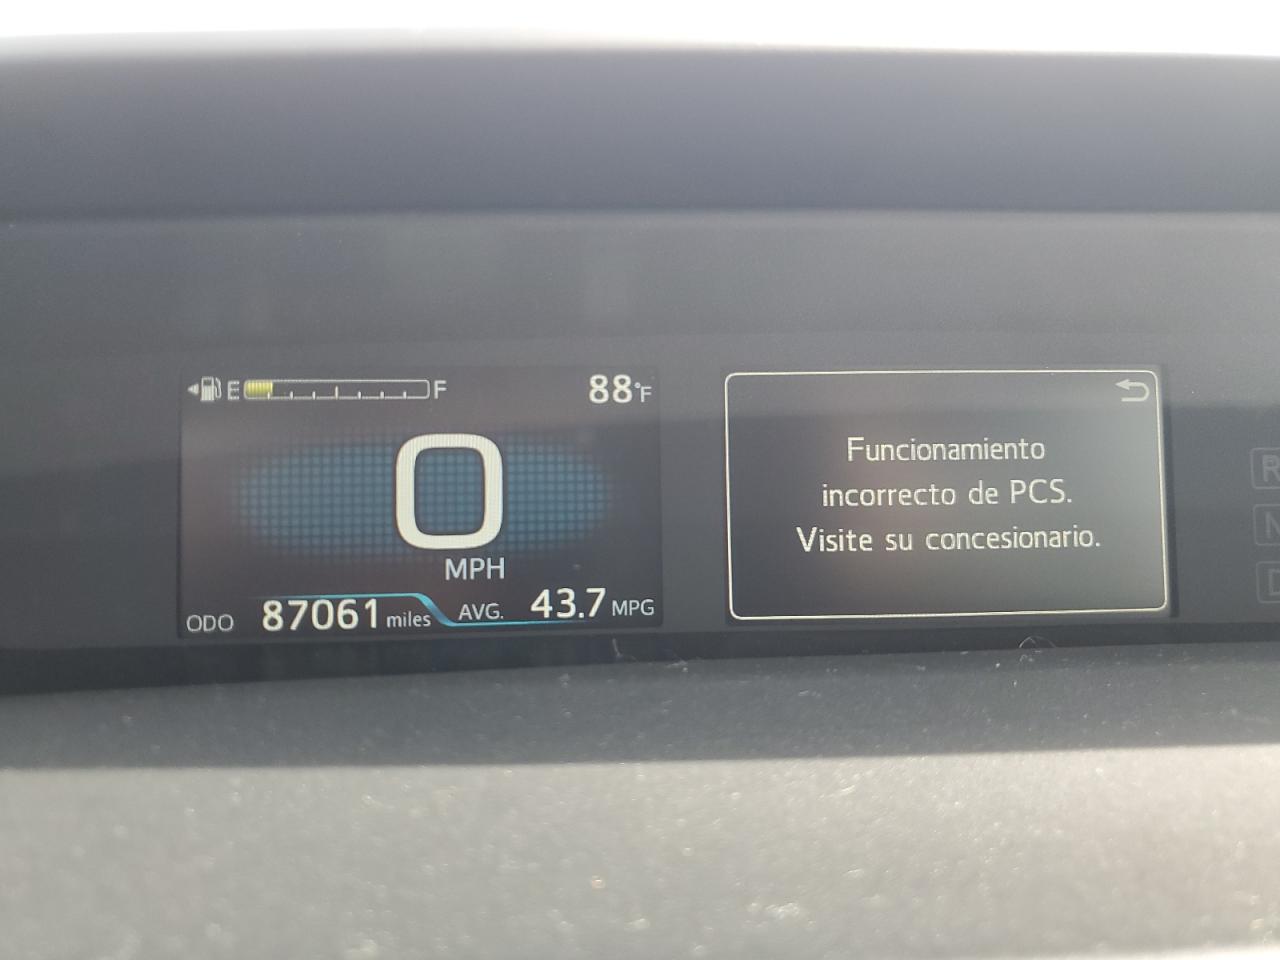 E F 88°F
0
MPH
ODO 87061 miles AVG. 43.7 MPG
Funcionamiento
incorrecto de PCS.
Visite su concesionario.
R
N
D